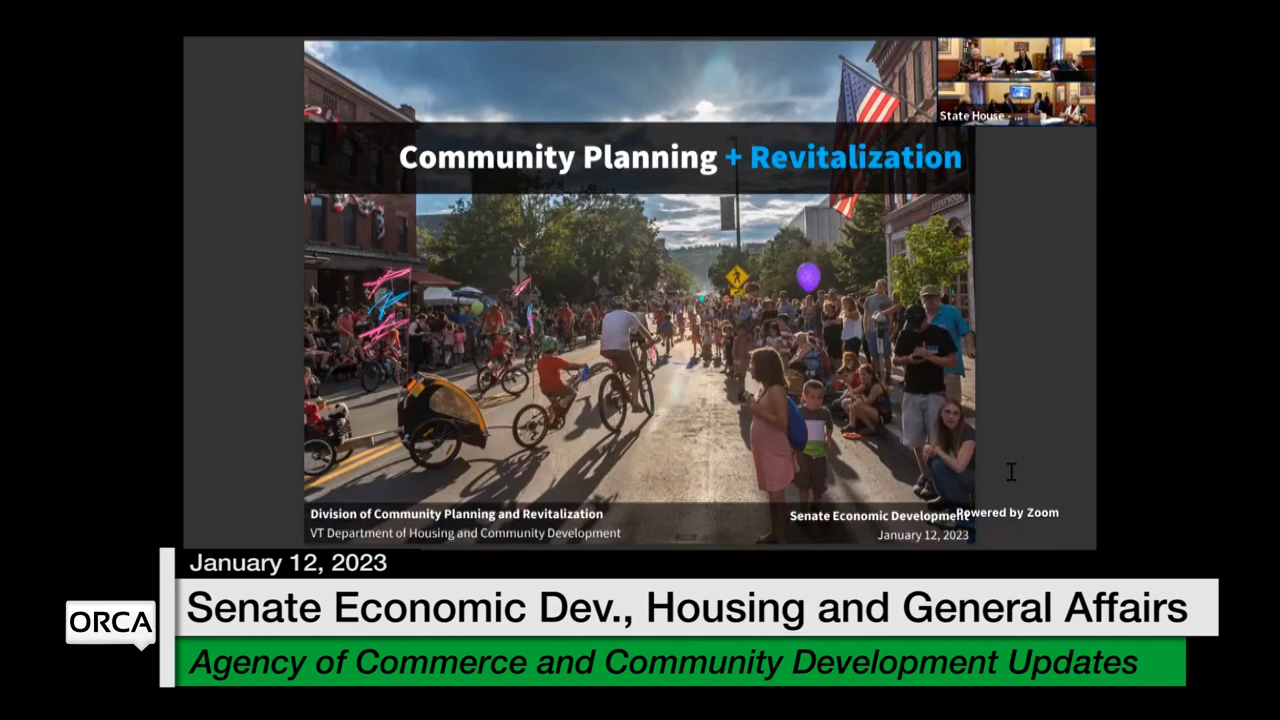 State House - ...
Community Planning + Revitalization
Division of Community Planning and Revitalization
VT Department of Housing and Community Development
Senate Economic Development
January 12, 2023
Powered by Zoom
January 12, 2023
ORCA
Senate Economic Dev., Housing and General Affairs
Agency of Commerce and Community Development Updates